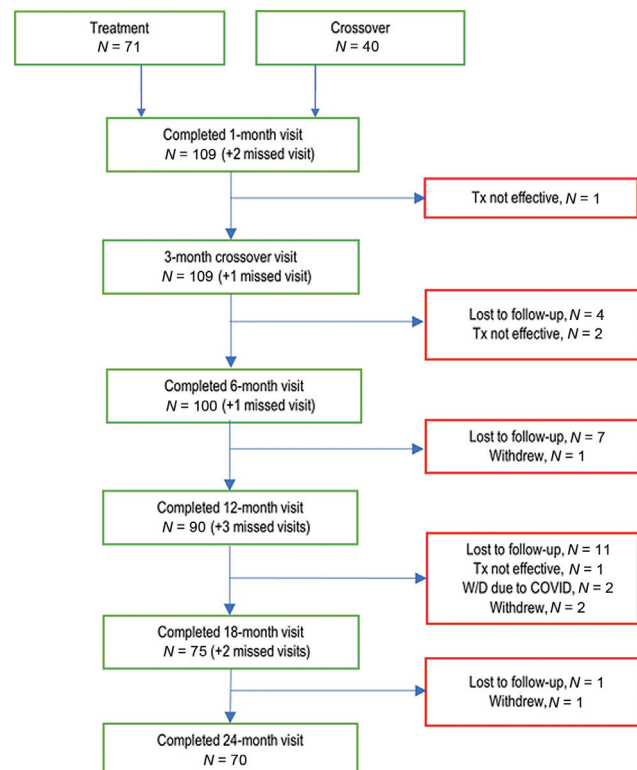 Treatment
N = 71
Crossover
N = 40
Completed 1-month visit
N = 109 (+2 missed visit)
Tx not effective, N = 1
3-month crossover visit
N = 109 (+1 missed visit)
Lost to follow-up, N = 4
Tx not effective, N = 2
Completed 6-month visit
N = 100 (+1 missed visit)
Lost to follow-up, N = 7
Withdrew, N = 1
Completed 12-month visit
N = 90 (+3 missed visits)
Lost to follow-up, N = 11
Tx not effective, N = 1
W/D due to COVID, N = 2
Withdrew, N = 2
Completed 18-month visit
N = 75 (+2 missed visits)
Lost to follow-up, N = 1
Withdrew, N = 1
Completed 24-month visit
N = 70